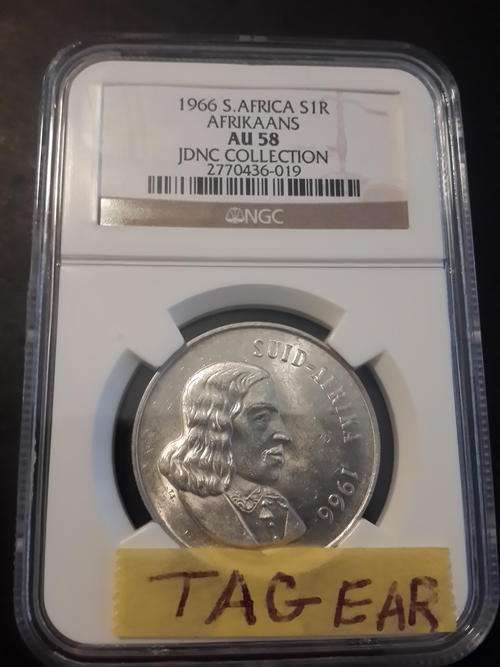 1966 S.AFRICA S1R
AFRIKAANS
AU 58
JDNC COLLECTION
2770436-019
NGC
SUID-AFRIKA 1966
TAGEAR